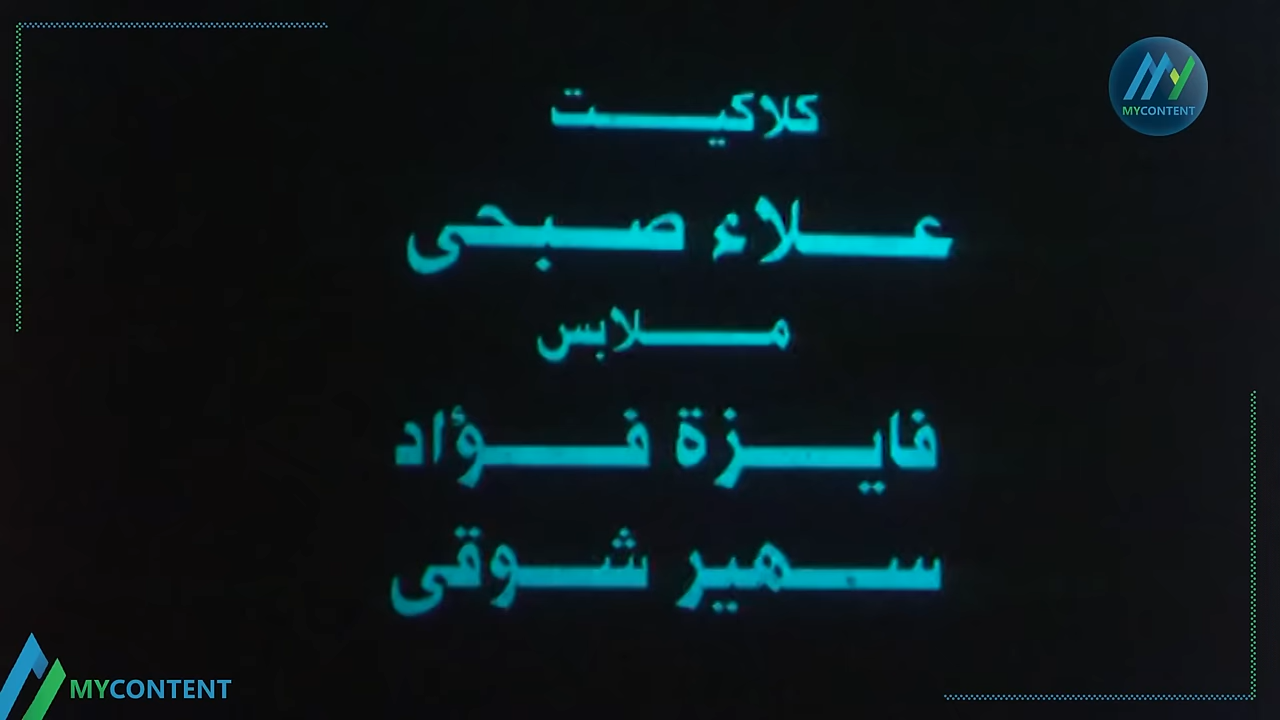 MYCONTENT
كلاكيت
علاء صبحى
ملابس
فايزة فؤاد
سهير شوقى
MYCONTENT